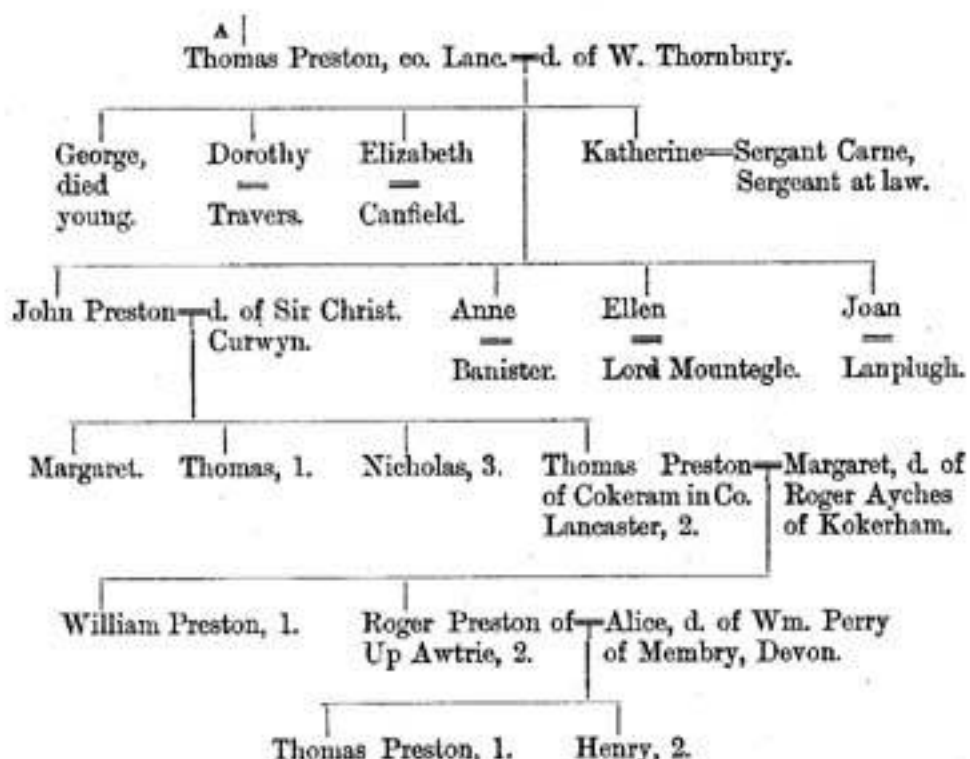 A
Thomas Preston, co. Lanc.=d. of W. Thornbury.
George, Dorothy Elizabeth Katherine=Sergant Carne,
died = = Sergeant at law.
young. Travers. Canfield.
John Preston=d. of Sir Christ. Anne Ellen Joan
Curwyn. = = =
Banister. Lord Mountegle. Lanplugh.
Margaret. Thomas, 1. Nicholas, 3. Thomas Preston=Margaret, d. of
of Cokeram in Co. Roger Ayches
Lancaster, 2. of Kokerham.
William Preston, 1. Roger Preston of=Alice, d. of Wm. Perry
Up Awtrie, 2. of Membry, Devon.
Thomas Preston, 1. Henry, 2.